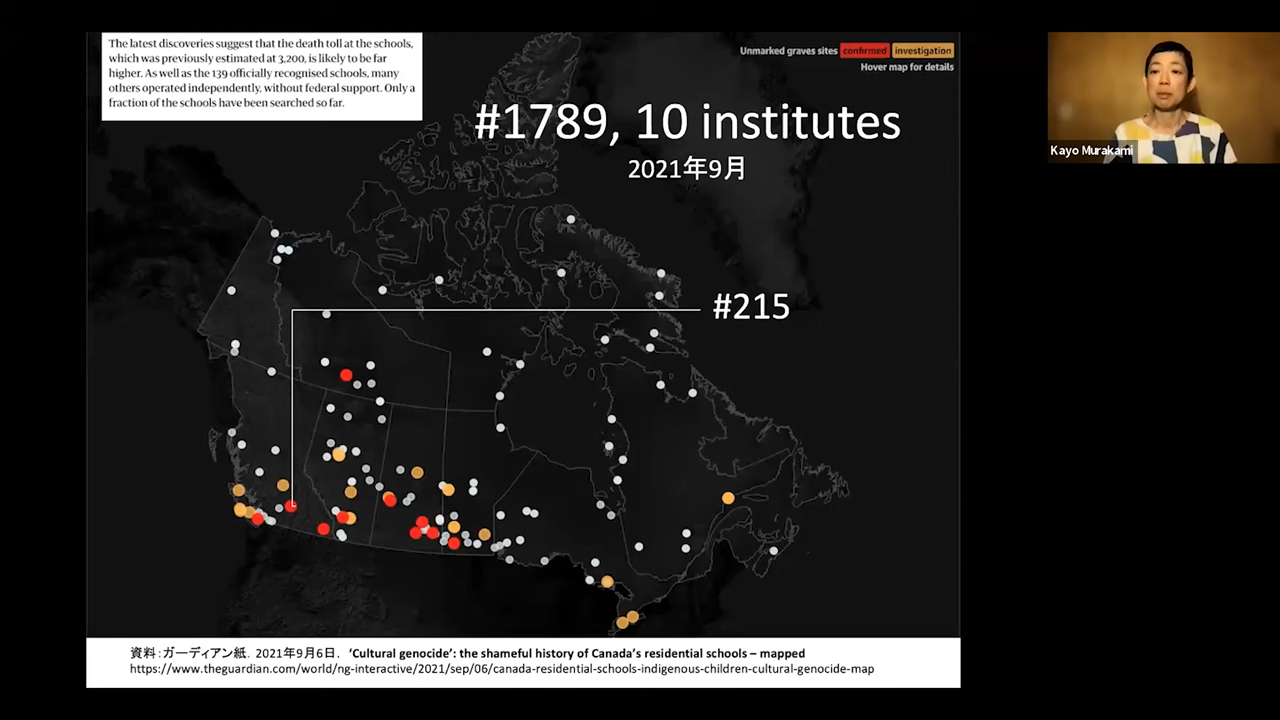 The latest discoveries suggest that the death toll at the schools,
which was previously estimated at 3,200, is likely to be far
higher. As well as the 139 officially recognised schools, many
others operated independently, without federal support. Only a
fraction of the schools have been searched so far.
Unmarked graves sites confirmed investigation
Hover map for details
#1789, 10 institutes
2021年9月
Kayo Murakami
#215
資料：ガーディアン紙．2021年9月6日． ‘Cultural genocide’: the shameful history of Canada’s residential schools – mapped
https://www.theguardian.com/world/ng-interactive/2021/sep/06/canada-residential-schools-indigenous-children-cultural-genocide-map